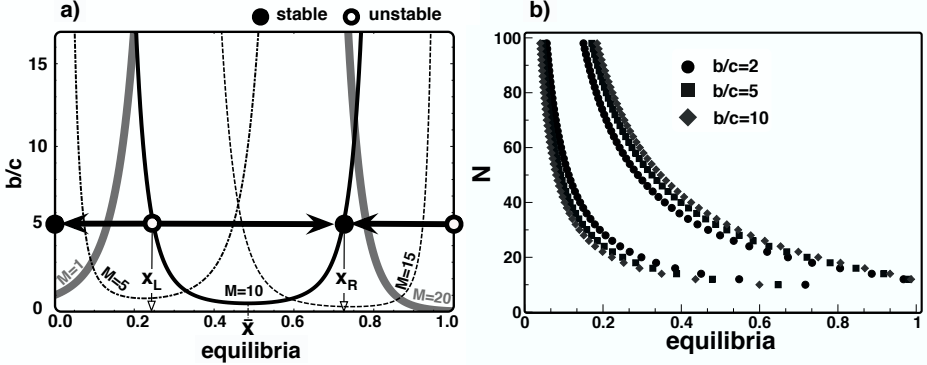 a)
stable
unstable
b)
15
10
5
0
b/c
M=1
M=5
M=10
M=15
M=20
xL
xR
0.0
0.2
0.4
x̄
0.6
0.8
1.0
equilibria
100
80
60
40
20
0
N
b/c=2
b/c=5
b/c=10
0
0.2
0.4
0.6
0.8
1
equilibria